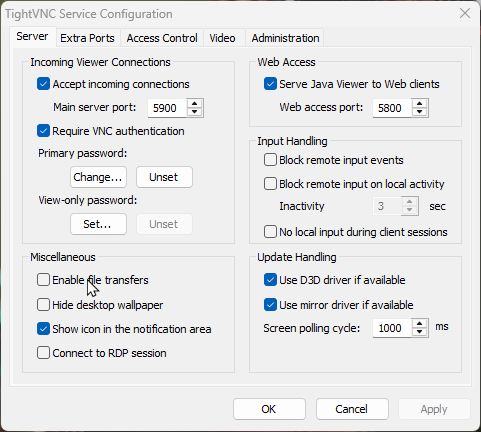 TightVNC Service Configuration
Server Extra Ports Access Control Video Administration
Incoming Viewer Connections
Accept incoming connections
Main server port: 5900
Require VNC authentication
Primary password:
Change... Unset
View-only password:
Set... Unset
Web Access
Serve Java Viewer to Web clients
Web access port: 5800
Input Handling
Block remote input events
Block remote input on local activity
Inactivity 3 sec
No local input during client sessions
Miscellaneous
Enable file transfers
Hide desktop wallpaper
Show icon in the notification area
Connect to RDP session
Update Handling
Use D3D driver if available
Use mirror driver if available
Screen polling cycle: 1000 ms
OK Cancel Apply